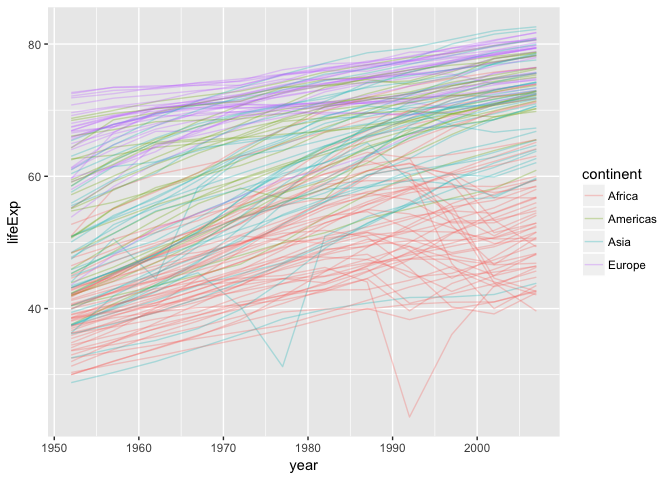 80
60
40
lifeExp
1950
1960
1970
1980
1990
2000
year
continent
Africa
Americas
Asia
Europe